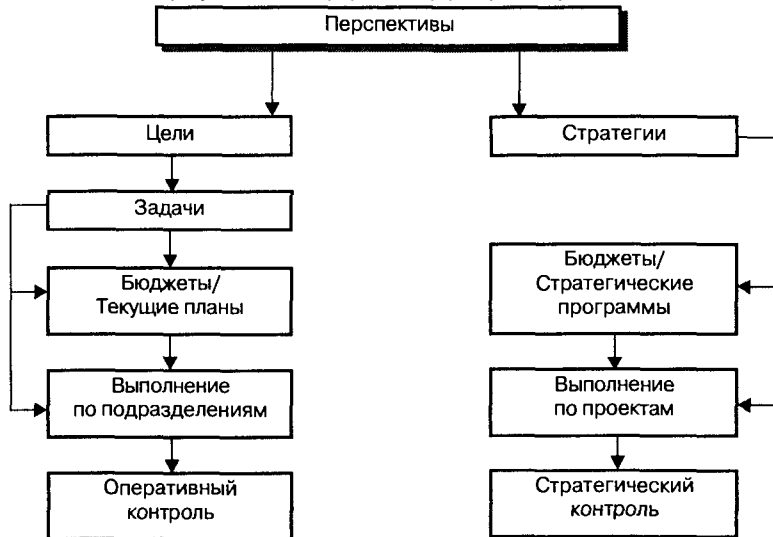 Перспективы
Цели
Стратегии
Задачи
Бюджеты/
Текущие планы
Бюджеты/
Стратегические
программы
Выполнение
по подразделениям
Выполнение
по проектам
Оперативный
контроль
Стратегический
контроль